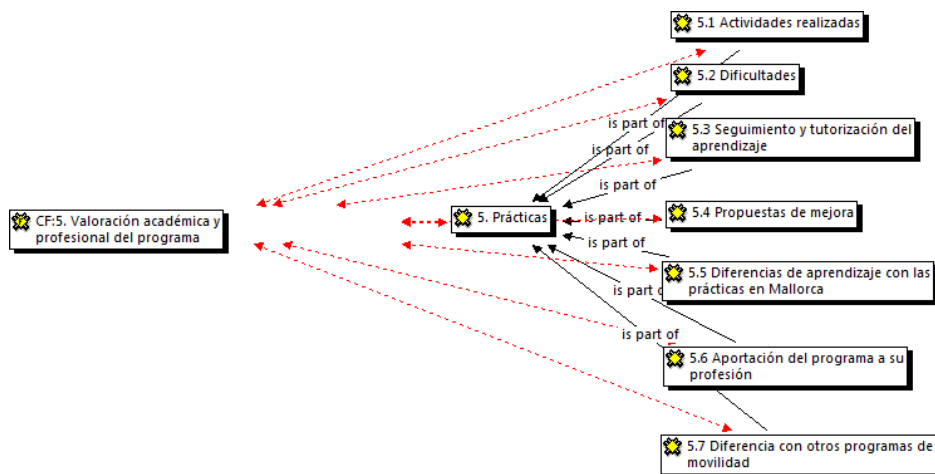 5.1 Actividades realizadas
5.2 Dificultades
is part of
5.3 Seguimiento y tutorización del
aprendizaje
is part of
is part of
CF:5. Valoración académica y
profesional del programa
5. Prácticas
is part of
5.4 Propuestas de mejora
is part of
5.5 Diferencias de aprendizaje con las
prácticas en Mallorca
is part of
is part of
5.6 Aportación del programa a su
profesión
5.7 Diferencia con otros programas de
movilidad